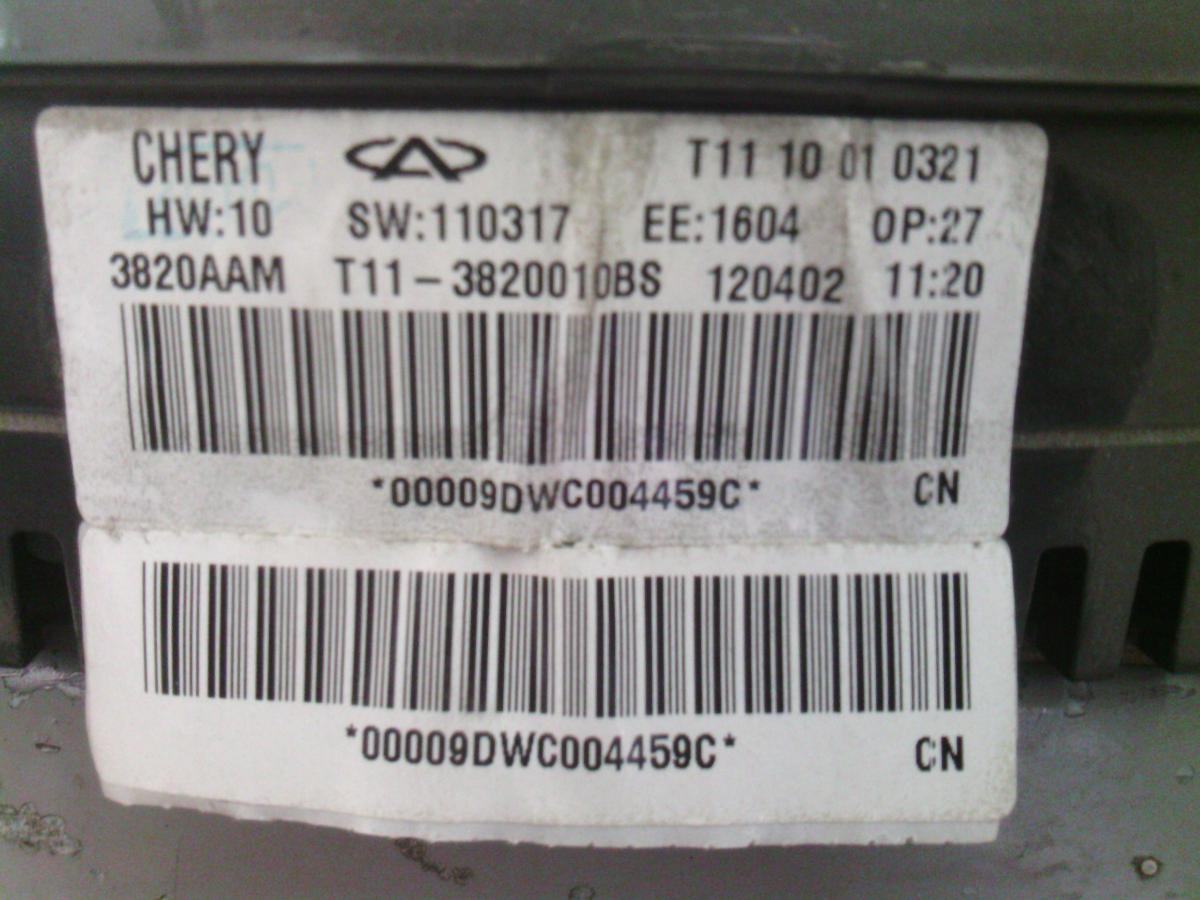 CHERY T11 10 01 0321
HW:10 SW:110317 EE:1604 OP:27
3820AAM T11-3820010BS 120402 11:20
*00009DWC004459C* CN
*00009DWC004459C* CN